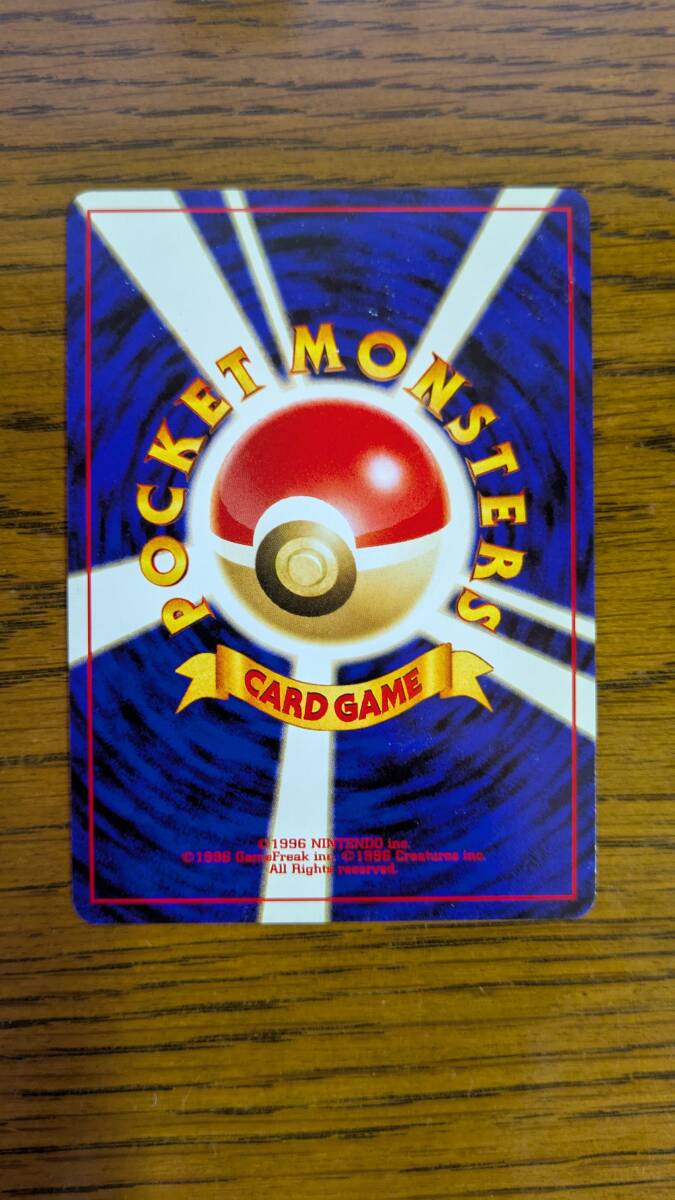 POCKET MONSTERS
CARD GAME
©1996 NINTENDO inc.
©1996 GameFreak inc. ©1996 Creatures inc.
All Rights reserved.